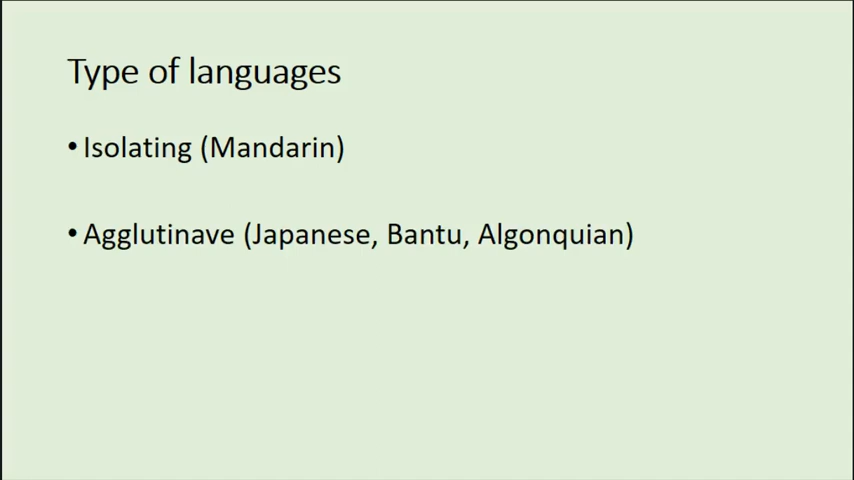 Type of languages
• Isolating (Mandarin)
• Agglutinave (Japanese, Bantu, Algonquian)